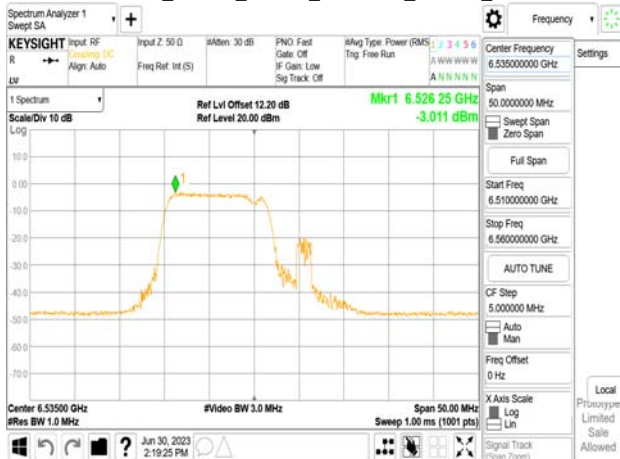 Spectrum Analyzer 1
Swept SA
+
Frequency
KEYSIGHT
R
Input: RF
Coupling: DC
Align: Auto
Input Z: 50 Ω
Freq Ref: Int (S)
#Atten: 30 dB
PNO: Fast
Gate: Off
IF Gain: Low
Sig Track: Off
#Avg Type: Power (RMS
Trig: Free Run
1 2 3 4 5 6
A W W W W W
A N N N N N
Center Frequency
6.535000000 GHz
Settings
1 Spectrum
Scale/Div 10 dB
Ref Lvl Offset 12.20 dB
Ref Level 20.00 dBm
Mkr1 6.526 25 GHz
-3.011 dBm
Span
50.0000000 MHz
Swept Span
Zero Span
Full Span
Start Freq
6.510000000 GHz
Stop Freq
6.560000000 GHz
AUTO TUNE
CF Step
5.000000 MHz
Auto
Man
Freq Offset
0 Hz
X Axis Scale
Log
Lin
Signal Track
(Span Zoom)
Local
Prototype
Limited
Sale
Allowed
Log
10.0
0.00
-10.0
-20.0
-30.0
-40.0
-50.0
-60.0
-70.0
1
Center 6.53500 GHz
#Res BW 1.0 MHz
#Video BW 3.0 MHz
Span 50.00 MHz
Sweep 1.00 ms (1001 pts)
?
Jun 30, 2023
2:19:25 PM